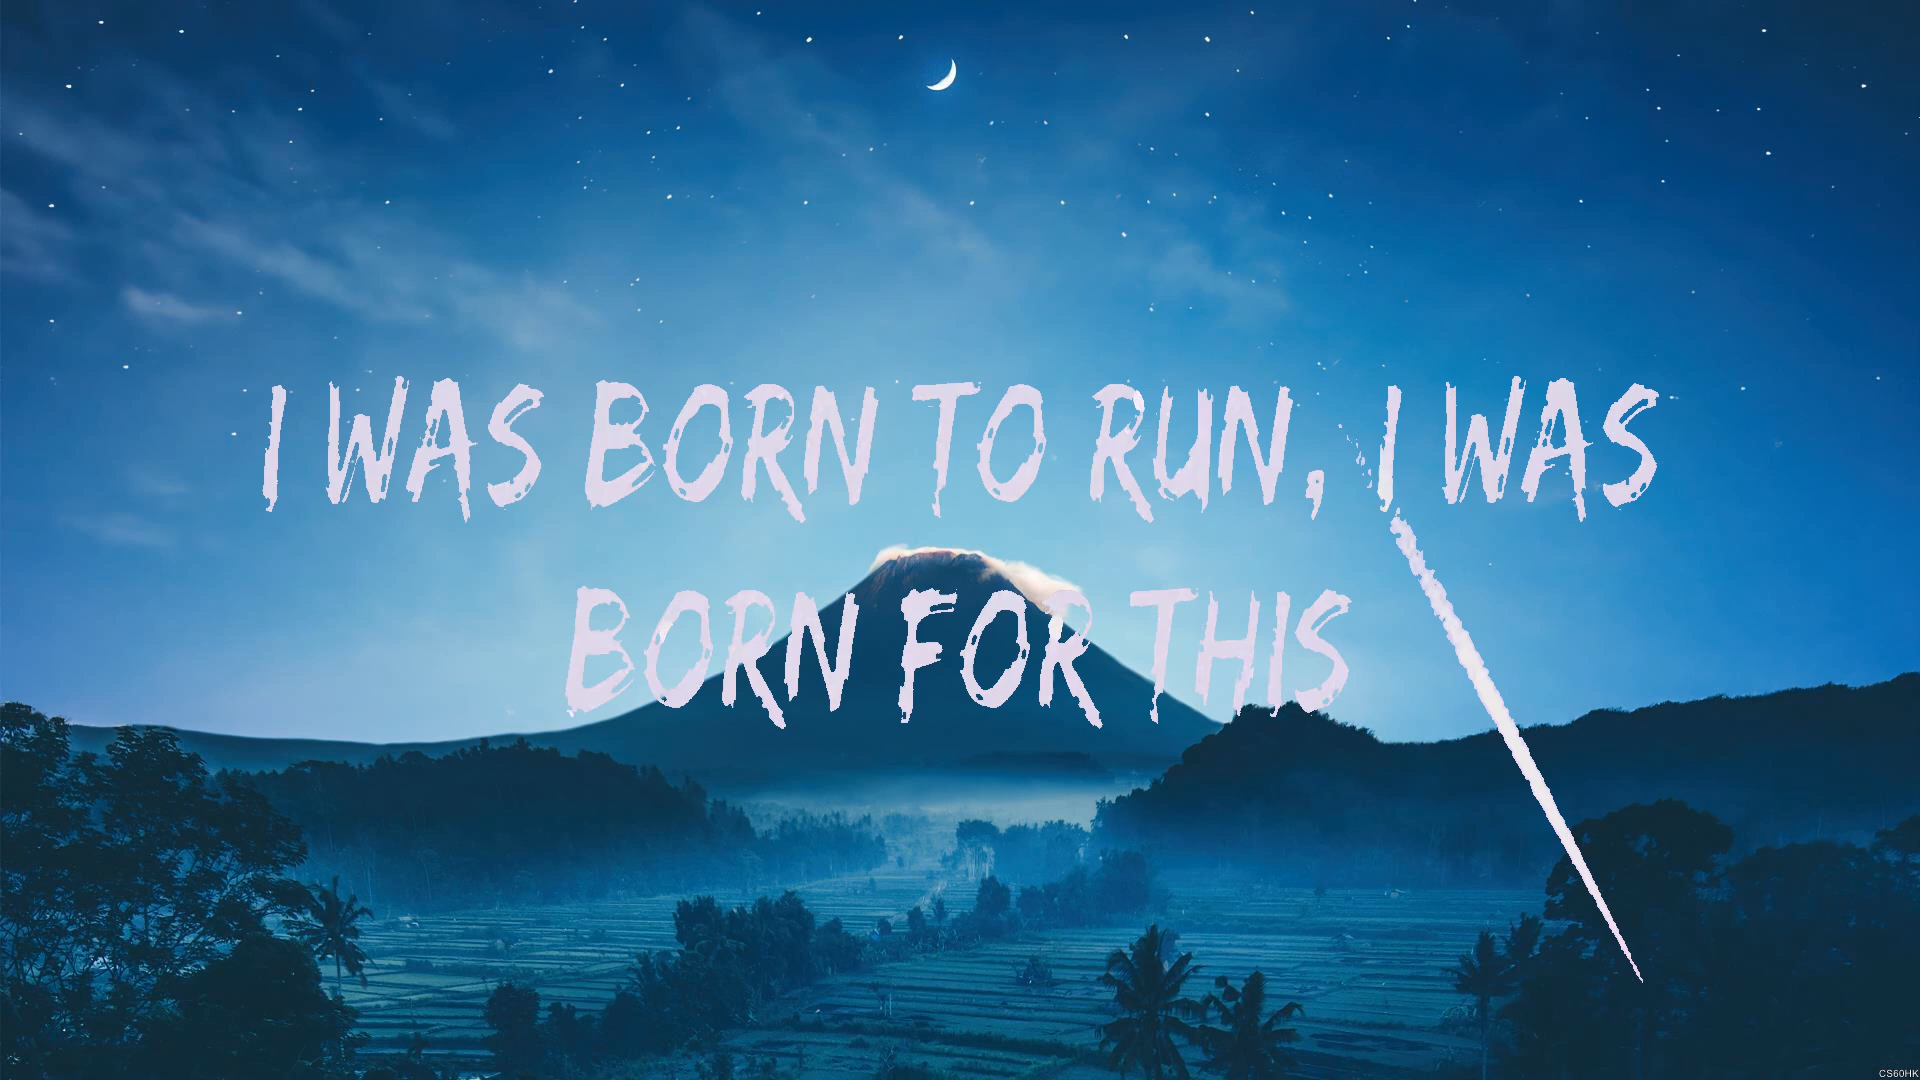 I WAS BORN TO RUN, I WAS
BORN FOR THIS
CS60HK